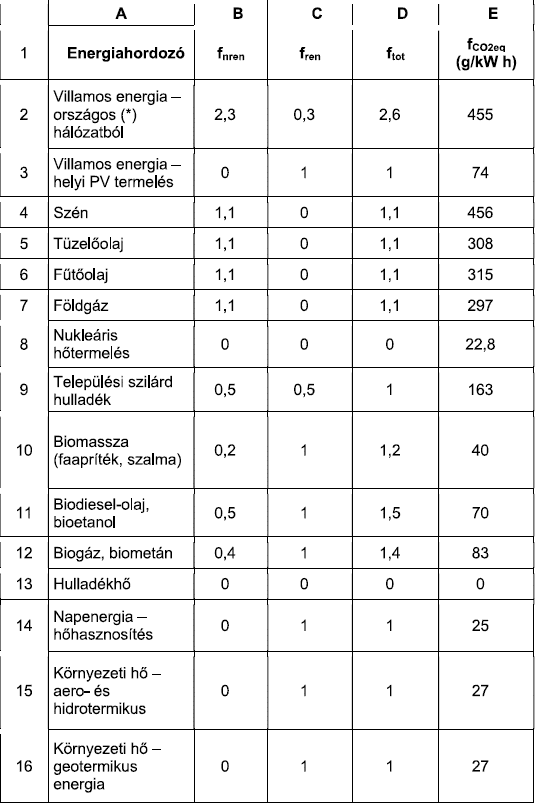 A B C D E
1 Energiahordozó fnren fren ftot fCO2eq
(g/kW h)
2 Villamos energia –
országos (*)
hálózatból 2,3 0,3 2,6 455
3 Villamos energia –
helyi PV termelés 0 1 1 74
4 Szén 1,1 0 1,1 456
5 Tüzelőolaj 1,1 0 1,1 308
6 Fűtőolaj 1,1 0 1,1 315
7 Földgáz 1,1 0 1,1 297
8 Nukleáris
hőtermelés 0 0 0 22,8
9 Települési szilárd
hulladék 0,5 0,5 1 163
10 Biomassza
(faapríték, szalma) 0,2 1 1,2 40
11 Biodiesel-olaj,
bioetanol 0,5 1 1,5 70
12 Biogáz, biometán 0,4 1 1,4 83
13 Hulladékhő 0 0 0 0
14 Napenergia –
hőhasznosítés 0 1 1 25
15 Környezeti hő –
aero- és
hidrotermikus 0 1 1 27
16 Környezeti hő –
geotermikus
energia 0 1 1 27